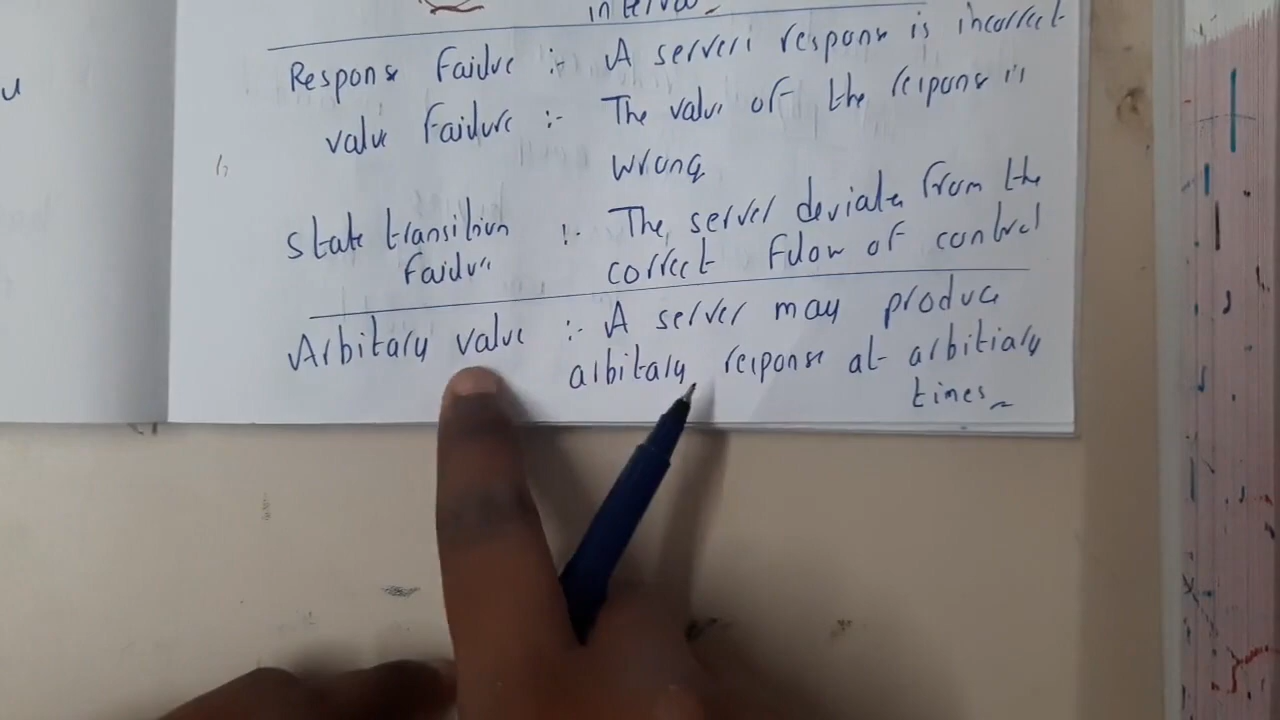 interval
Response Failure :- A server's response is incorrect
value Failure :- The value of the response is
wrong
State transition :- The server deviates from the
Failure correct flow of control
Arbitary value :- A server may produce
arbitary response at arbitiary
times